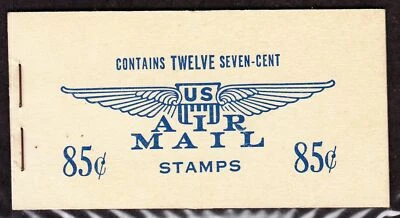 CONTAINS TWELVE SEVEN-CENT
US
AIR
MAIL
85¢ STAMPS 85¢